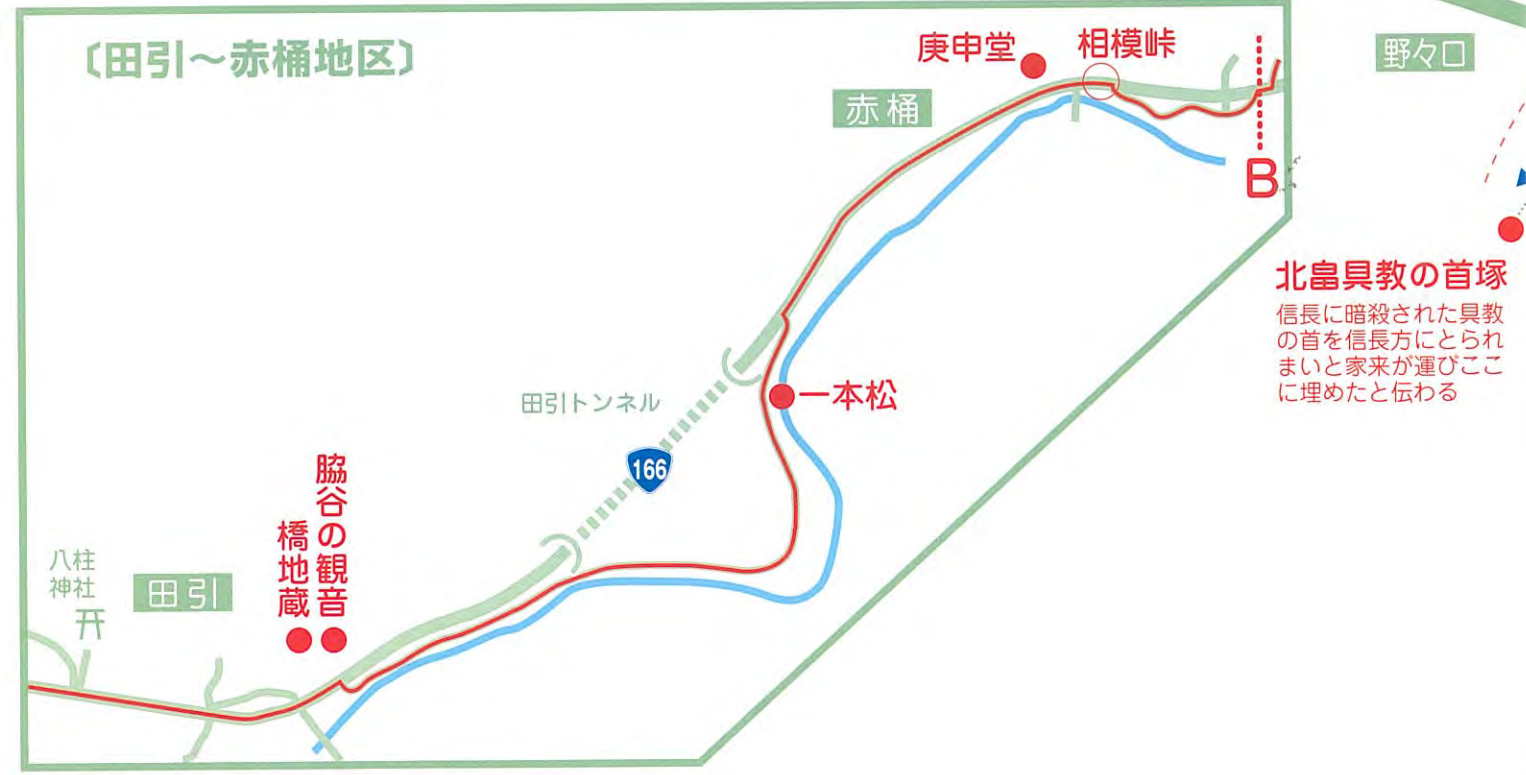 〔田引～赤桶地区〕
庚申堂
相模峠
野々口
赤桶
B
北畠具教の首塚
信長に暗殺された具教
の首を信長方にとられ
まいと家来が運びここ
に埋めたと伝わる
田引トンネル
一本松
166
脇谷の観音
橋地蔵
八柱
神社
田引